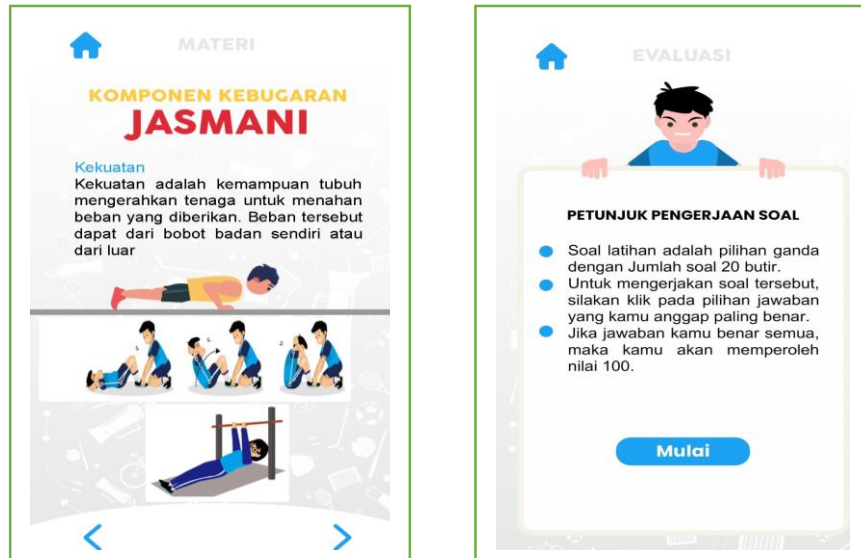 MATERI
KOMPONEN KEBUGARAN
JASMANI
Kekuatan
Kekuatan adalah kemampuan tubuh
mengerahkan tenaga untuk menahan
beban yang diberikan. Beban tersebut
dapat dari bobot badan sendiri atau
dari luar
EVALUASI
PETUNJUK PENGERJAAN SOAL
Soal latihan adalah pilihan ganda
dengan Jumlah soal 20 butir.
Untuk mengerjakan soal tersebut,
silakan klik pada pilihan jawaban
yang kamu anggap paling benar.
Jika jawaban kamu benar semua,
maka kamu akan memperoleh
nilai 100.
Mulai